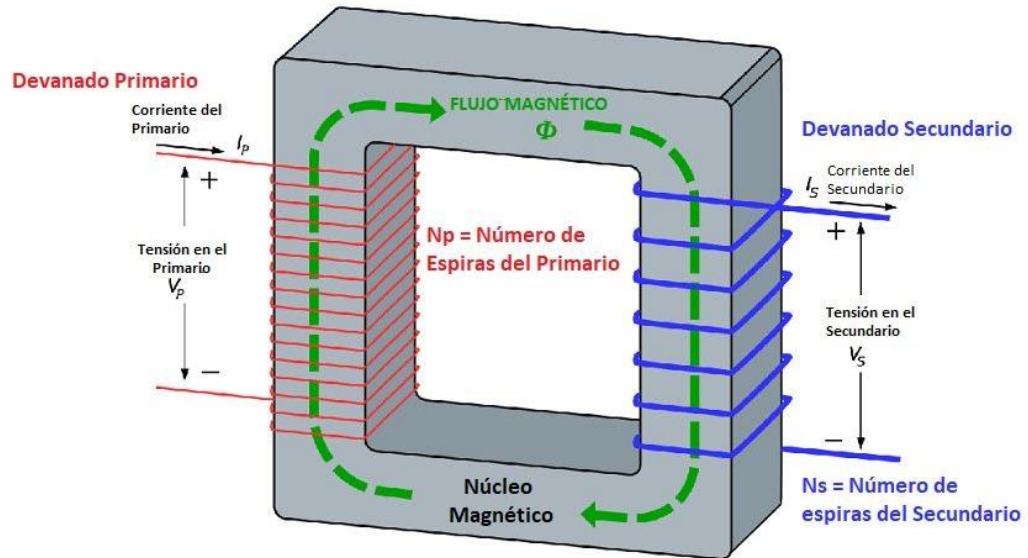 Devanado Primario
Corriente del
Primario
I_P
+
Tensión en el
Primario
V_P
−
FLUJO MAGNÉTICO
Φ
Np = Número de
Espiras del Primario
Núcleo
Magnético
Devanado Secundario
I_S
Corriente del
Secundario
+
Tensión en el
Secundario
V_S
−
Ns = Número de
espiras del Secundario